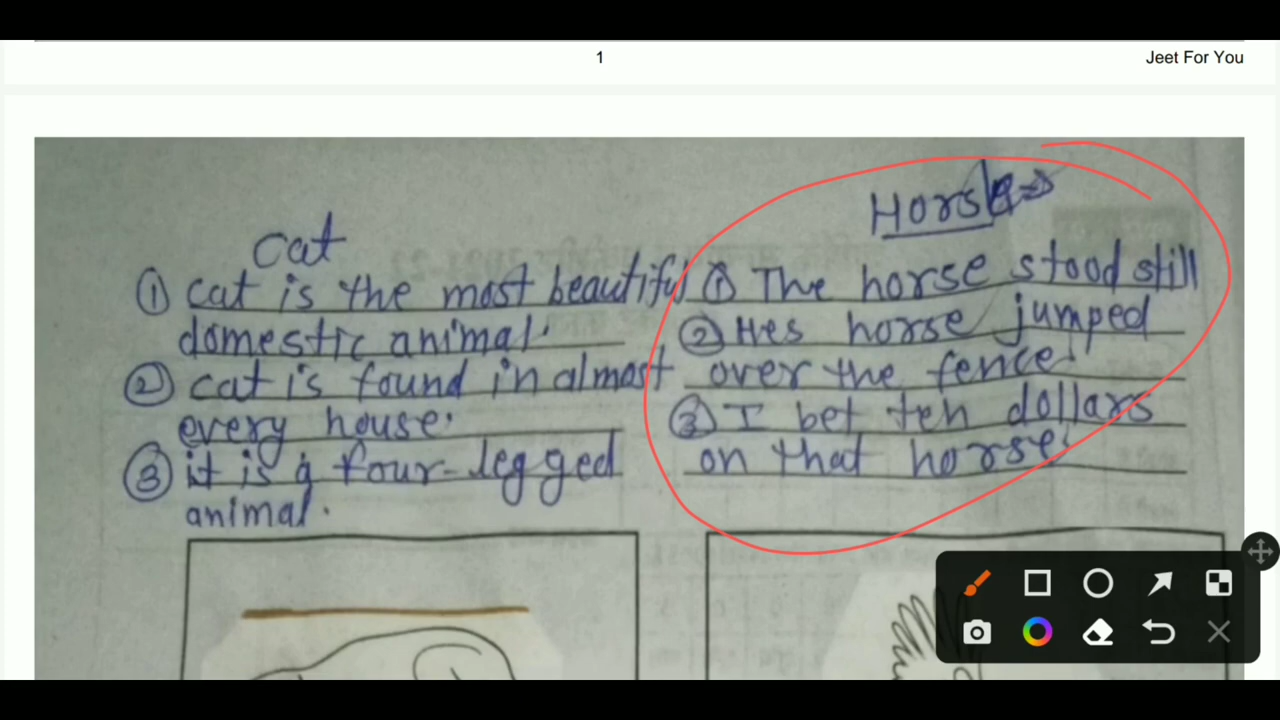 1
Jeet For You
Cat
① cat is the most beautiful
domestic animal.
② cat is found in almost
every house.
③ it is a four-legged
animal.
Horse⇒
① The horse stood still
② Hes horse jumped
over the fence.
③ I bet ten dollars
on that horse.